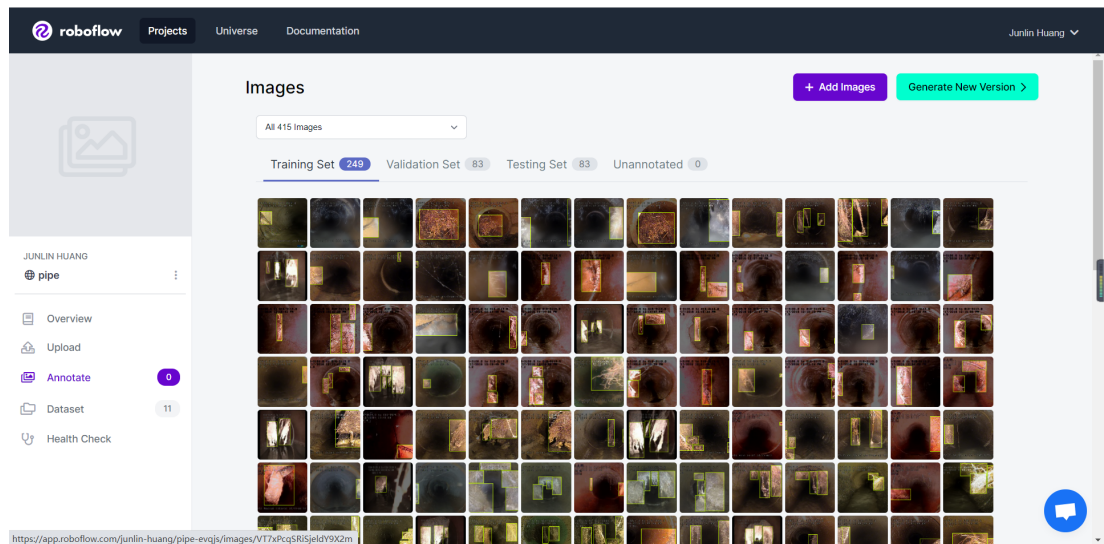 roboflow Projects Universe Documentation Junlin Huang
Images
+ Add Images
Generate New Version >
All 415 Images
Training Set 249 Validation Set 83 Testing Set 83 Unannotated 0
JUNLIN HUANG
pipe
Overview
Upload
Annotate 0
Dataset 11
Health Check
https://app.roboflow.com/junlin-huang/pipe-evqjs/images/VT7xPcqSRiSjeldY9X2m